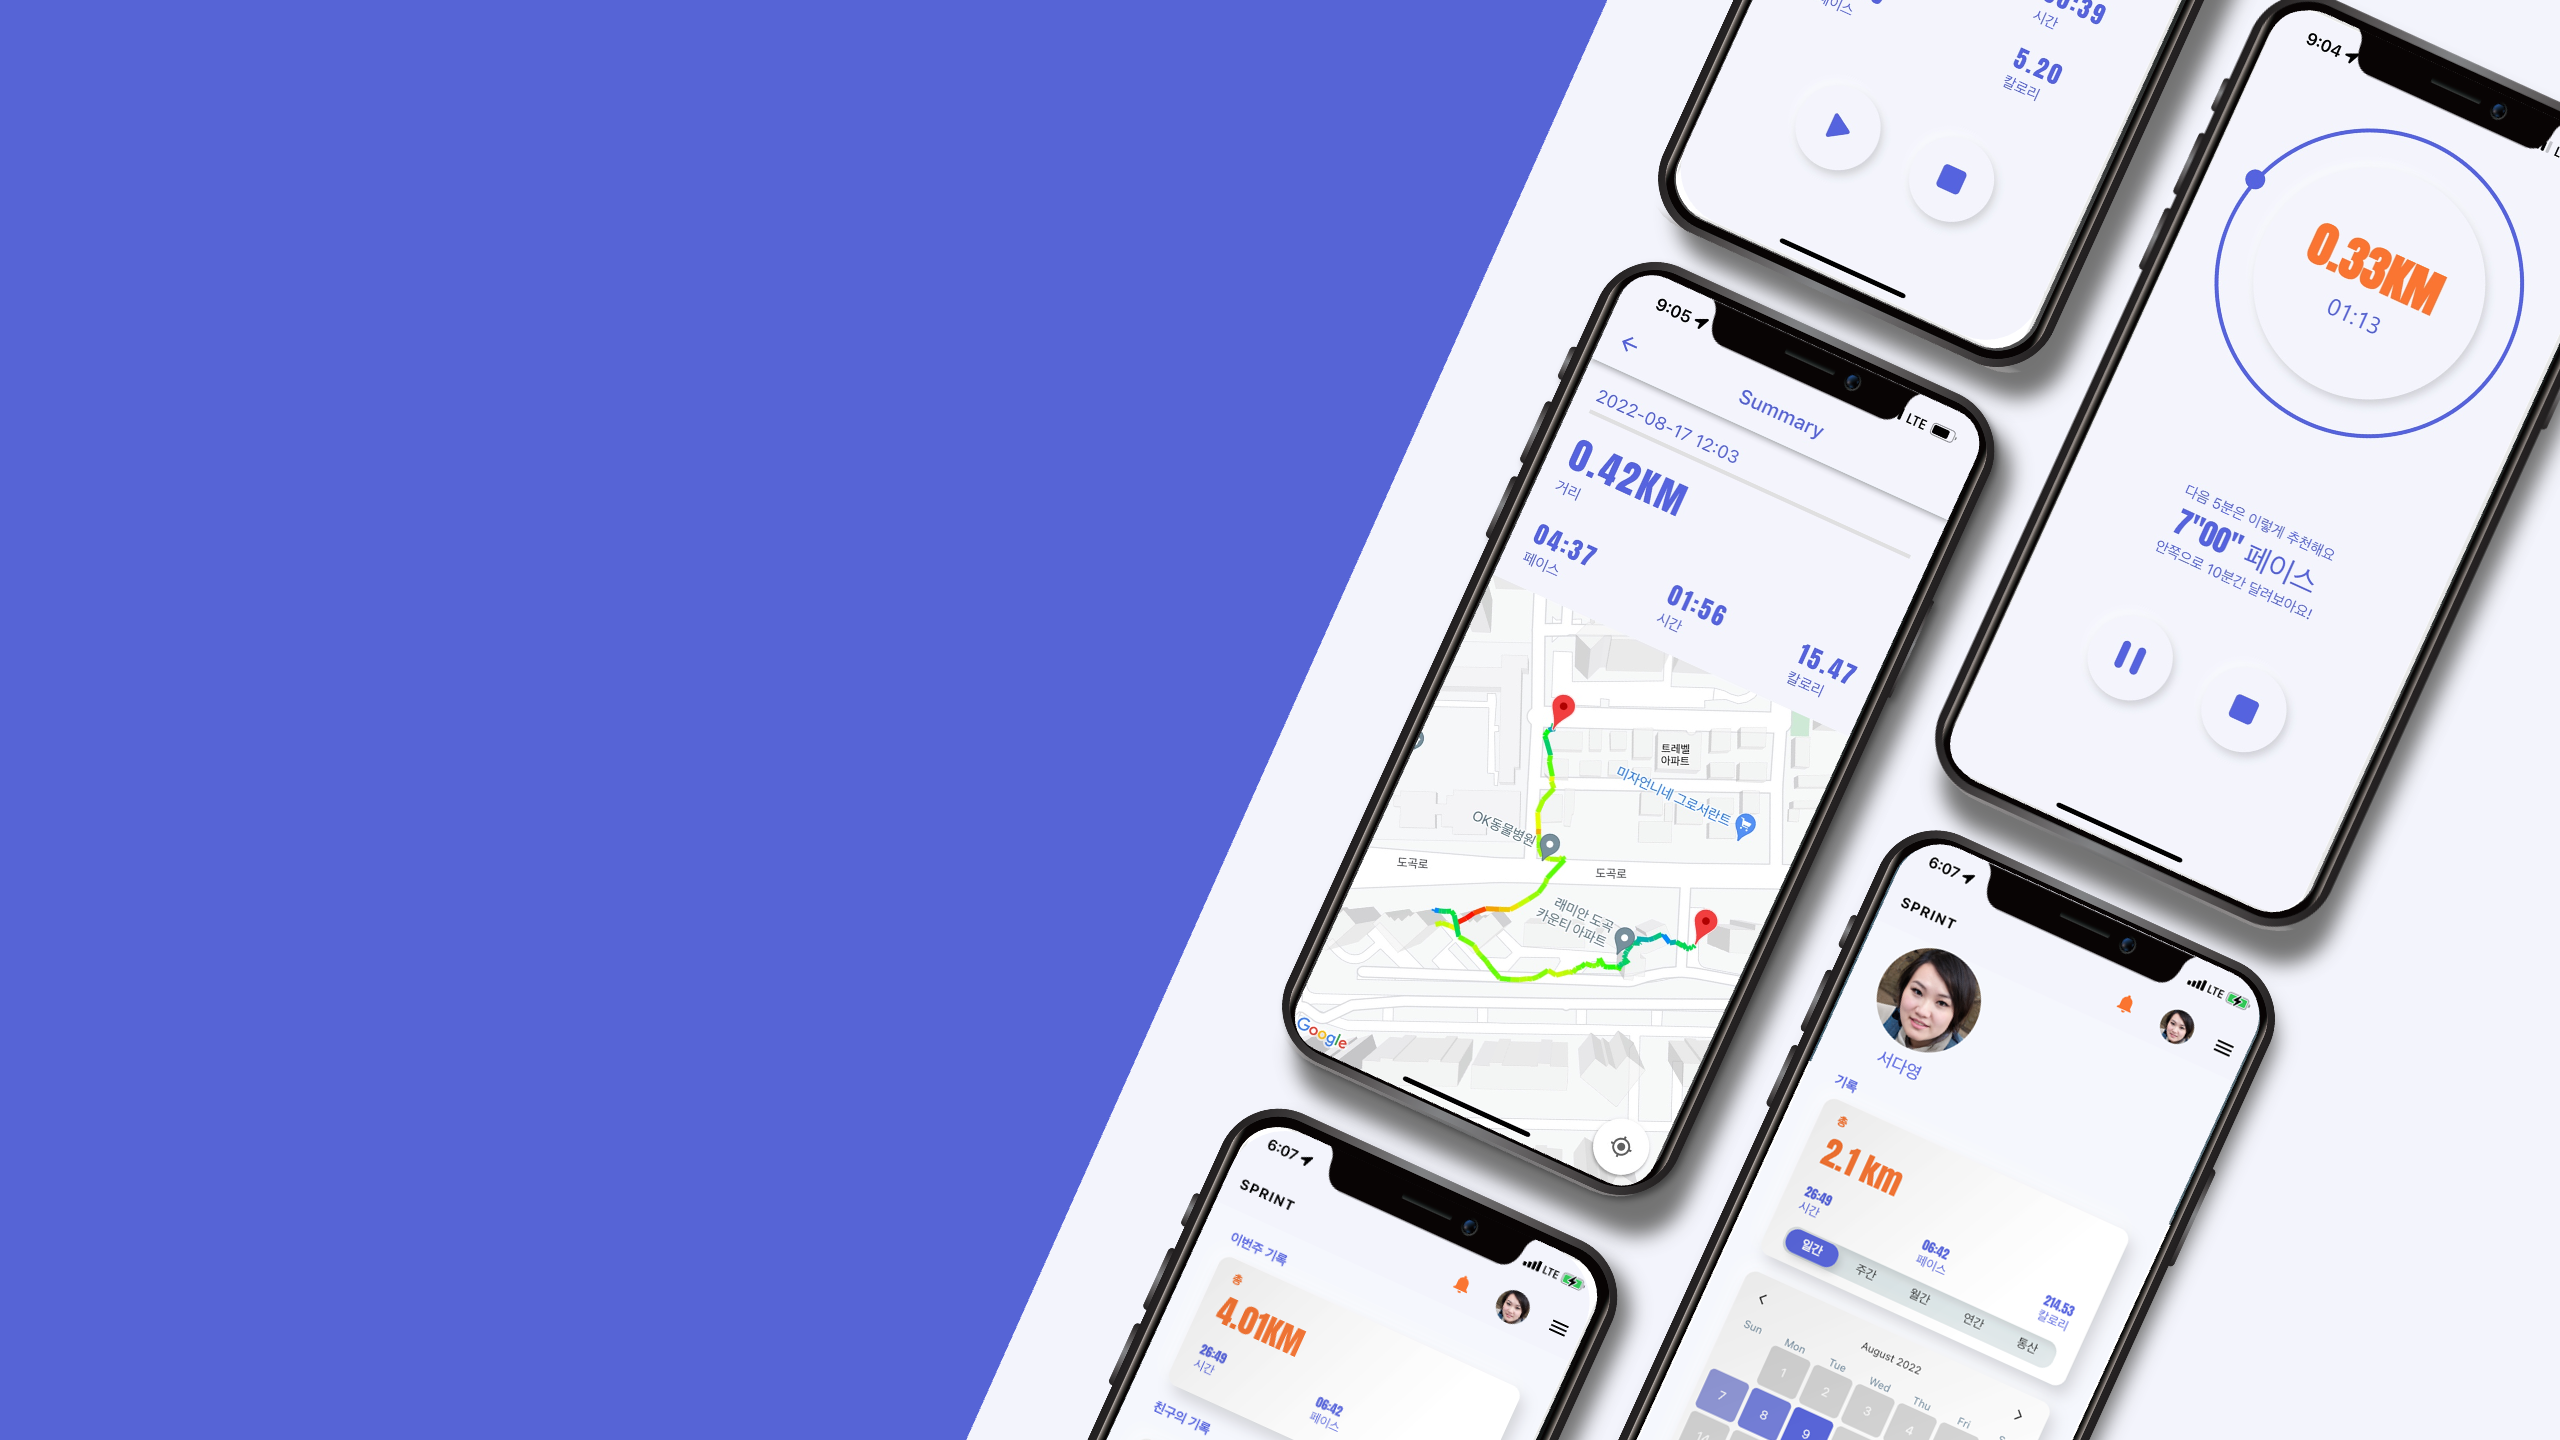 시간
5.20
칼로리
9:04
0.33KM
01:13
다음 5분은 이렇게 추천해요
7"00" 페이스
안쪽으로 10분간 달려보아요!
9:05
LTE
Summary
2022-08-17 12:03
0.42KM
거리
04:37
페이스
01:56
시간
15.47
칼로리
트레벨
아파트
미자언니네 그로서란트
OK동물병원
도곡로
도곡로
래미안 도곡
카운티 아파트
Google
6:07
LTE
SPRINT
서다영
기록
총
2.1 km
26:49
시간
06:42
페이스
214.53
칼로리
일간 주간 월간 연간 통산
August 2022
Sun Mon Tue Wed Thu Fri
1 2 3 4
7 8 9
14
6:07
LTE
SPRINT
이번주 기록
총
4.01KM
26:49
시간
06:42
페이스
친구의 기록